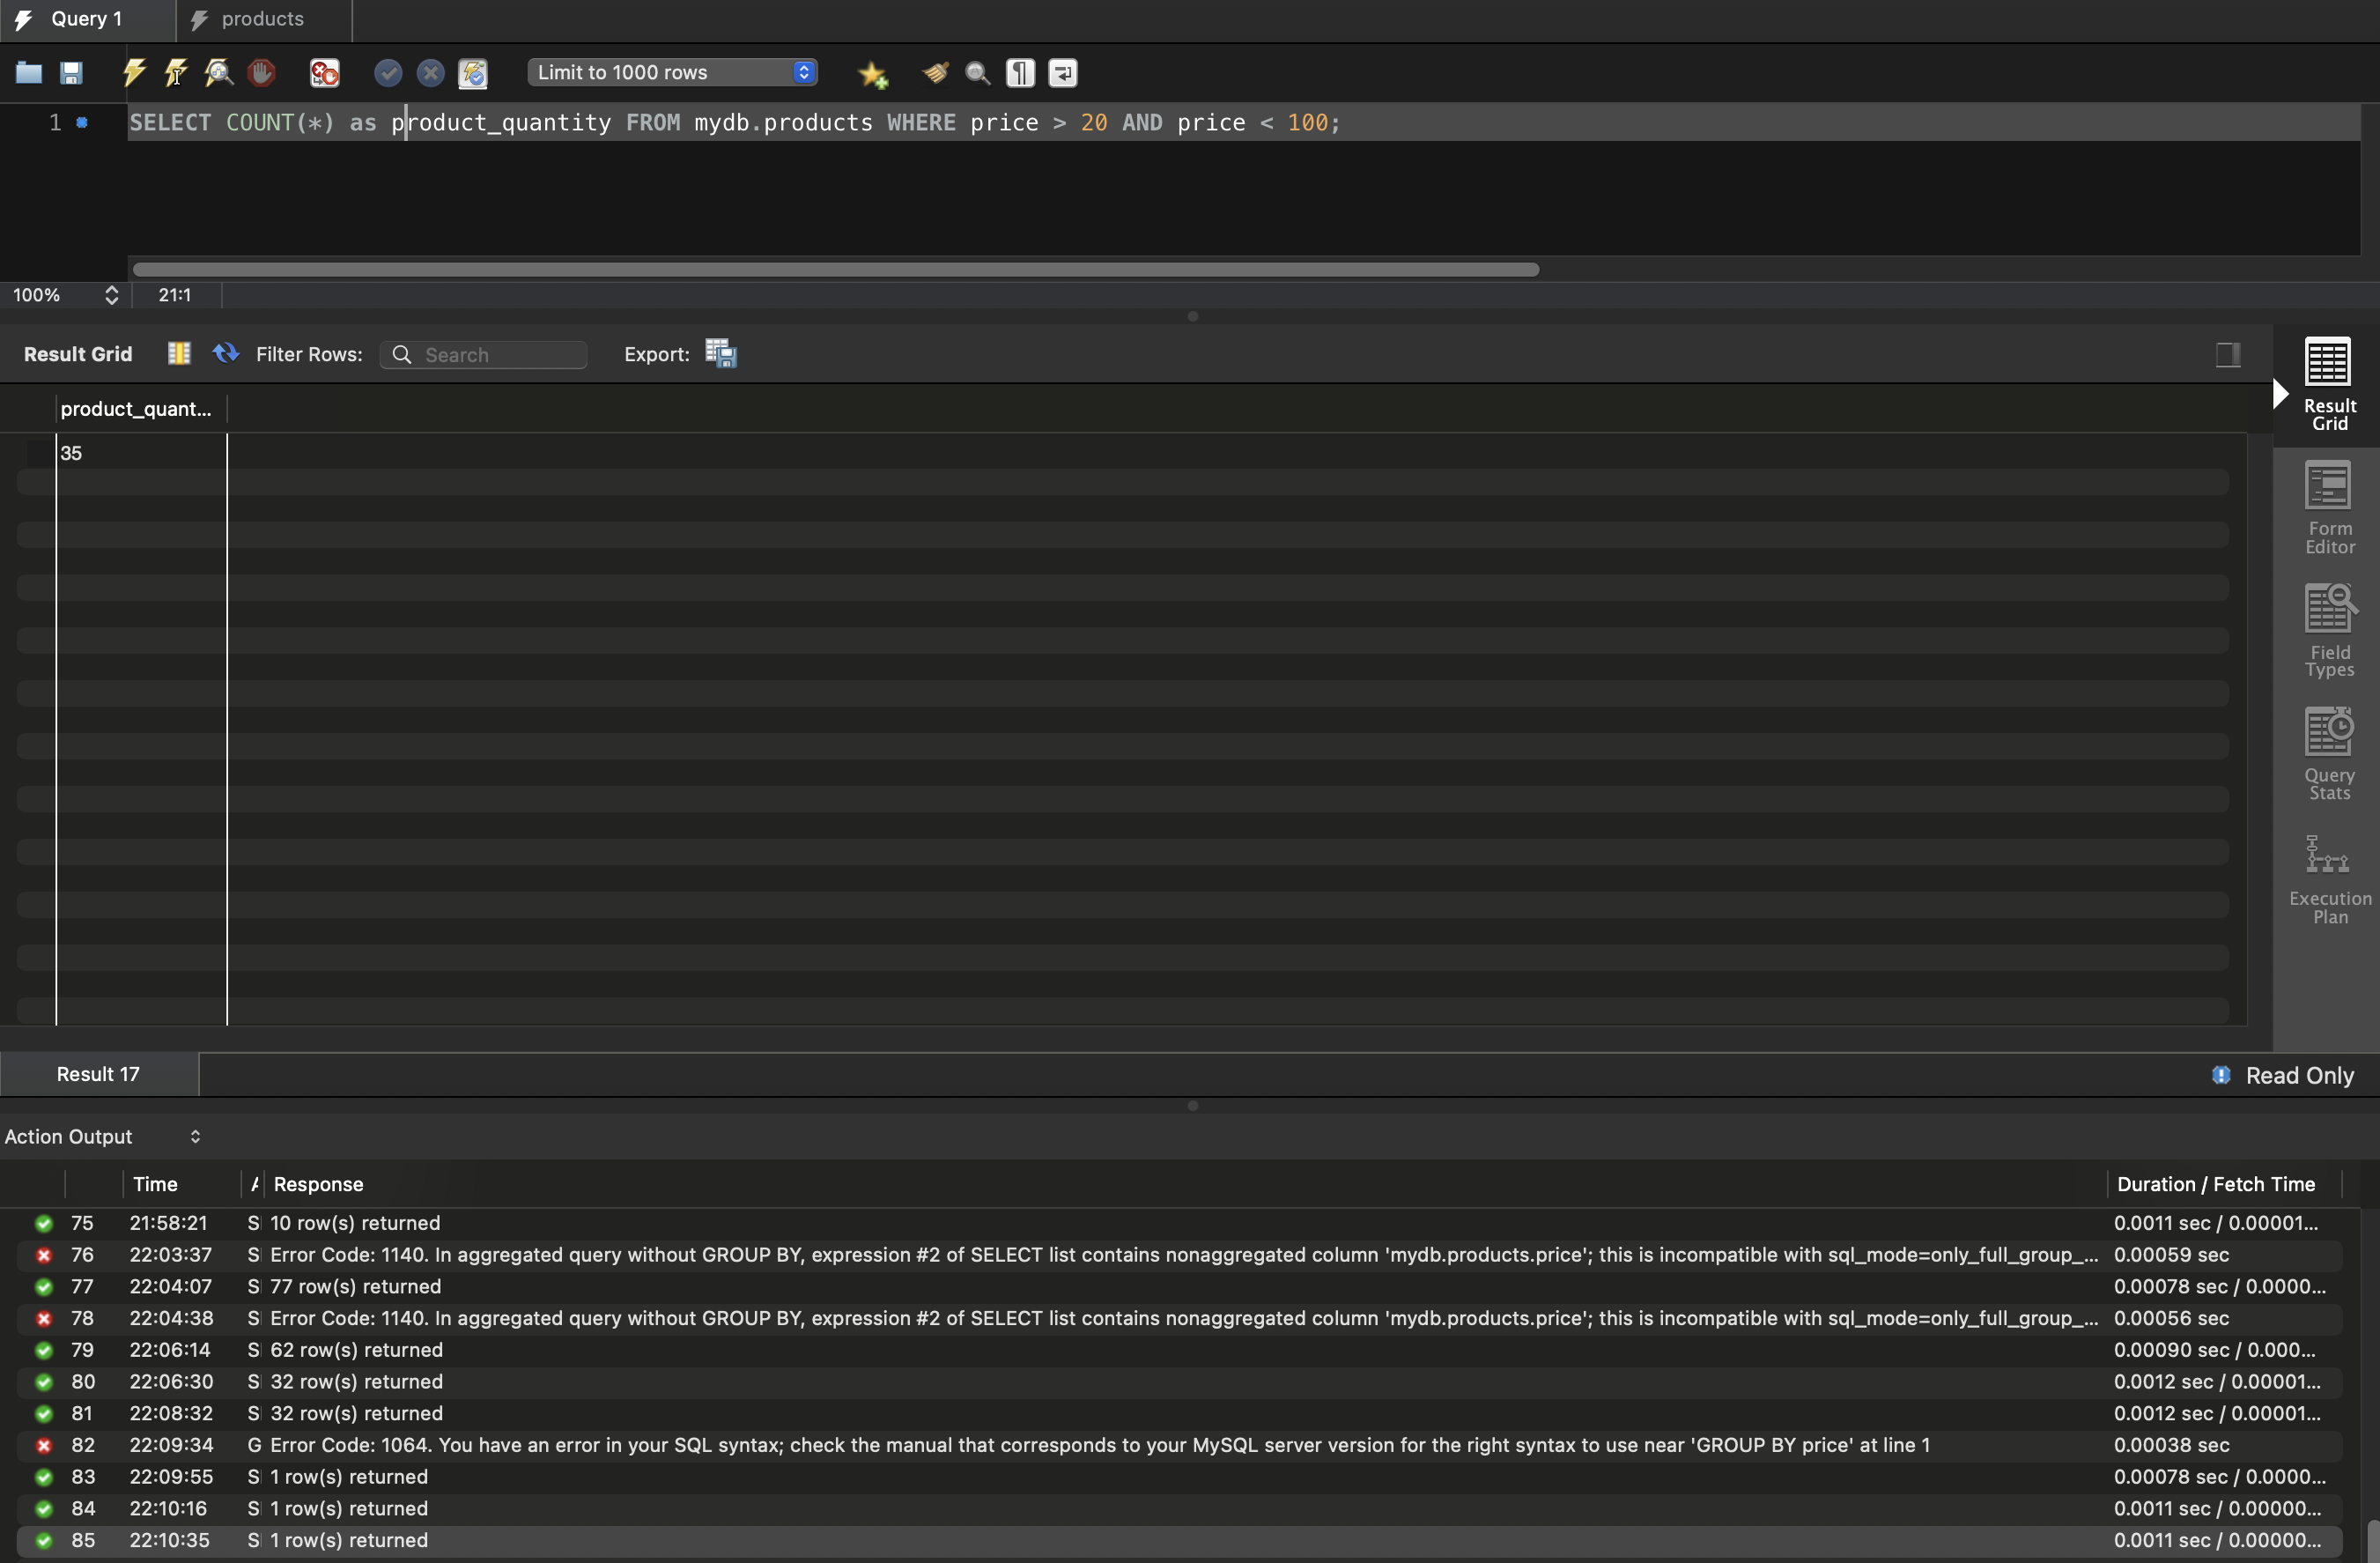 Query 1 products
Limit to 1000 rows
1 SELECT COUNT(*) as product_quantity FROM mydb.products WHERE price > 20 AND price < 100;
100% 21:1
Result Grid Filter Rows: Search Export:
product_quant...
35
Result
Grid
Form
Editor
Field
Types
Query
Stats
Execution
Plan
Result 17 Read Only
Action Output
Time A Response Duration / Fetch Time
75 21:58:21 S 10 row(s) returned 0.0011 sec / 0.00001...
76 22:03:37 S Error Code: 1140. In aggregated query without GROUP BY, expression #2 of SELECT list contains nonaggregated column 'mydb.products.price'; this is incompatible with sql_mode=only_full_group_... 0.00059 sec
77 22:04:07 S 77 row(s) returned 0.00078 sec / 0.0000...
78 22:04:38 S Error Code: 1140. In aggregated query without GROUP BY, expression #2 of SELECT list contains nonaggregated column 'mydb.products.price'; this is incompatible with sql_mode=only_full_group_... 0.00056 sec
79 22:06:14 S 62 row(s) returned 0.00090 sec / 0.000...
80 22:06:30 S 32 row(s) returned 0.0012 sec / 0.00001...
81 22:08:32 S 32 row(s) returned 0.0012 sec / 0.00001...
82 22:09:34 G Error Code: 1064. You have an error in your SQL syntax; check the manual that corresponds to your MySQL server version for the right syntax to use near 'GROUP BY price' at line 1 0.00038 sec
83 22:09:55 S 1 row(s) returned 0.00078 sec / 0.0000...
84 22:10:16 S 1 row(s) returned 0.0011 sec / 0.00000...
85 22:10:35 S 1 row(s) returned 0.0011 sec / 0.00000...